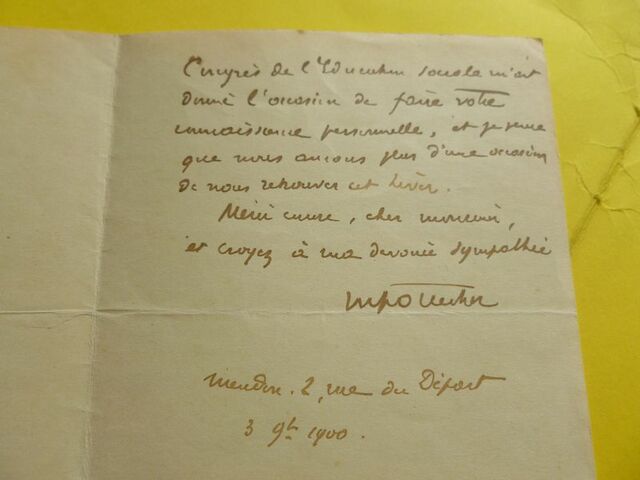 Congrès de l'Education sociale m'ait
donné l'occasion de faire votre
connaissance personnelle, et je pense
que nous aurons plus d'une occasion
de nous retrouver cet hiver.
Merci encore, cher monsieur,
et croyez à ma dévouée sympathie
Meudon. 2, rue du Départ
3 9bre 1900.